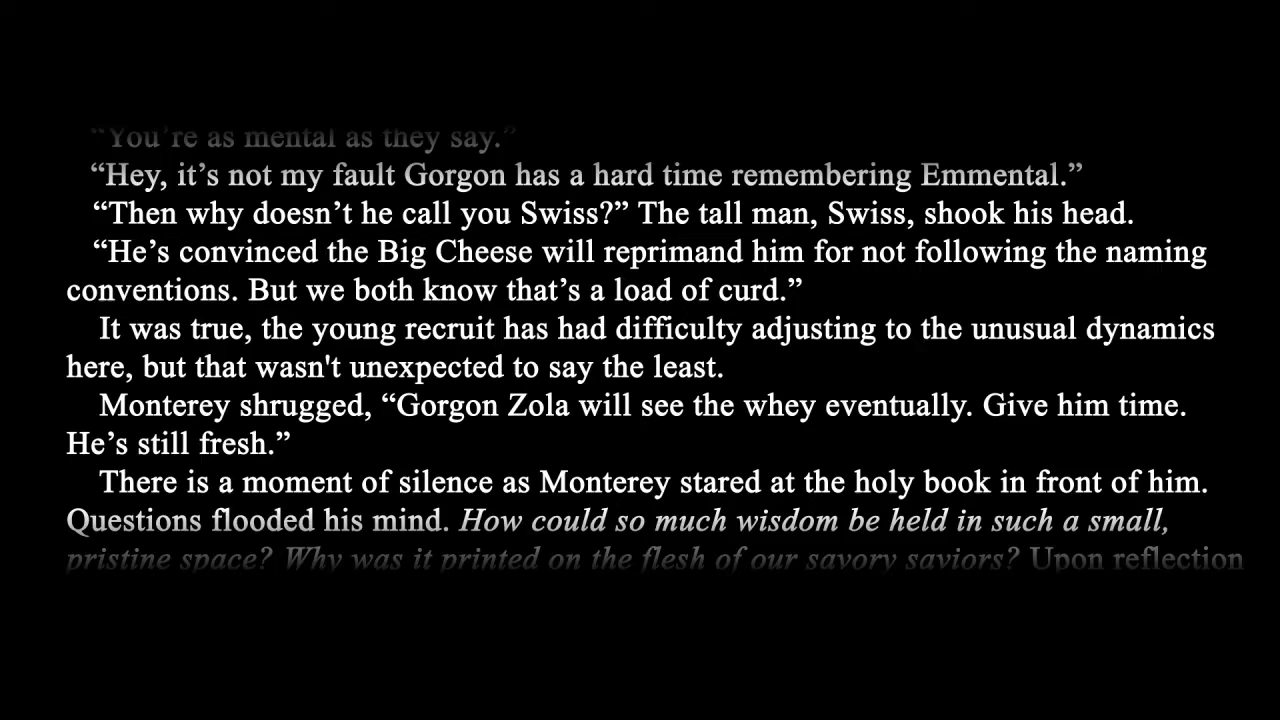 “You’re as mental as they say.”
“Hey, it’s not my fault Gorgon has a hard time remembering Emmental.”
“Then why doesn’t he call you Swiss?” The tall man, Swiss, shook his head.
“He’s convinced the Big Cheese will reprimand him for not following the naming
conventions. But we both know that’s a load of curd.”
It was true, the young recruit has had difficulty adjusting to the unusual dynamics
here, but that wasn't unexpected to say the least.
Monterey shrugged, “Gorgon Zola will see the whey eventually. Give him time.
He’s still fresh.”
There is a moment of silence as Monterey stared at the holy book in front of him.
Questions flooded his mind. How could so much wisdom be held in such a small,
pristine space? Why was it printed on the flesh of our savory saviors? Upon reflection